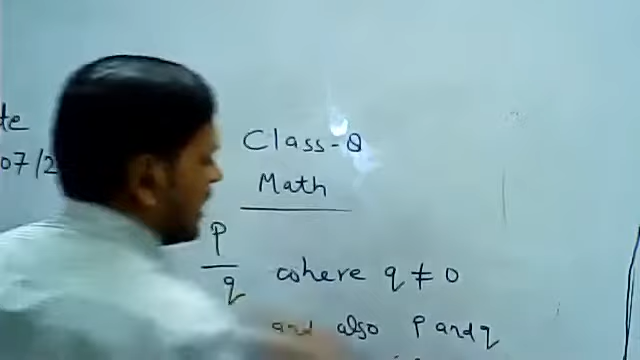 te
07/2
Class-8
Math
p
q where q ≠ 0
and also p and q